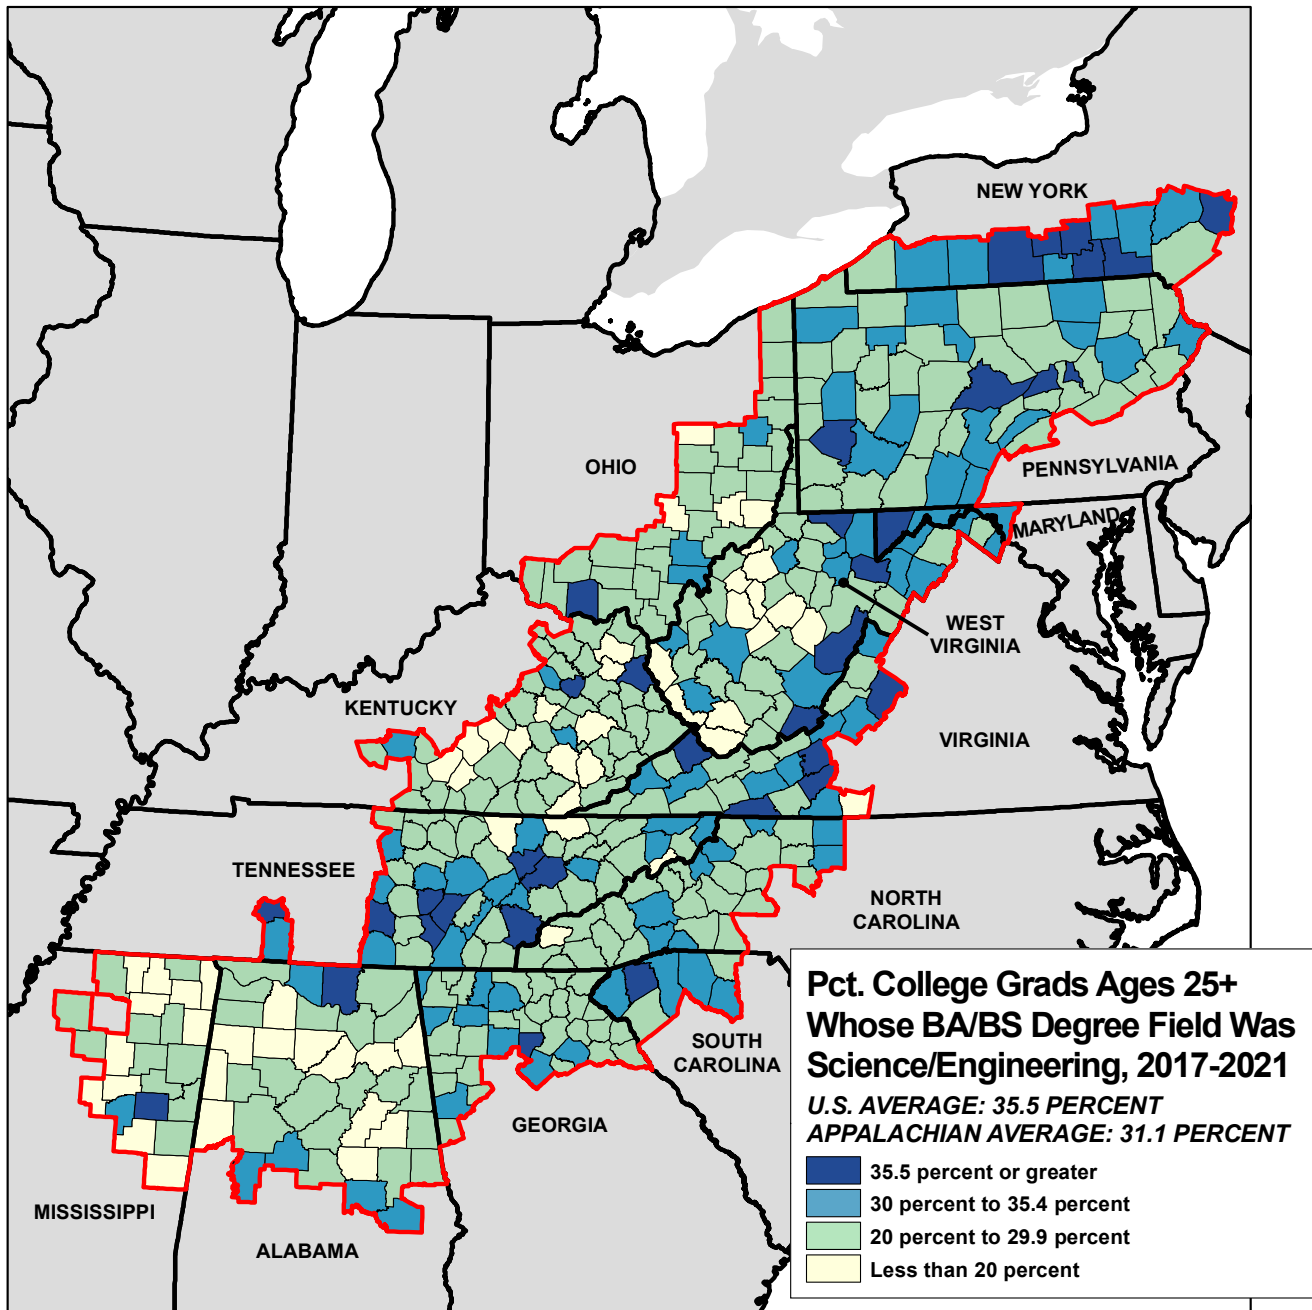 NEW YORK
OHIO
PENNSYLVANIA
MARYLAND
WEST
VIRGINIA
KENTUCKY
VIRGINIA
TENNESSEE
NORTH
CAROLINA
SOUTH
CAROLINA
GEORGIA
MISSISSIPPI
ALABAMA
Pct. College Grads Ages 25+
Whose BA/BS Degree Field Was
Science/Engineering, 2017-2021
U.S. AVERAGE: 35.5 PERCENT
APPALACHIAN AVERAGE: 31.1 PERCENT
35.5 percent or greater
30 percent to 35.4 percent
20 percent to 29.9 percent
Less than 20 percent